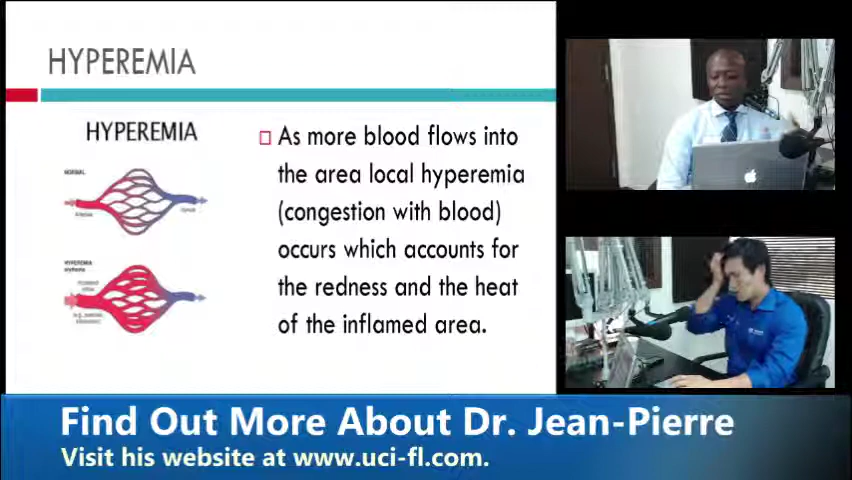 HYPEREMIA
HYPEREMIA
NORMAL
HYPEREMIA
As more blood flows into
the area local hyperemia
(congestion with blood)
occurs which accounts for
the redness and the heat
of the inflamed area.
Find Out More About Dr. Jean-Pierre
Visit his website at www.uci-fl.com.